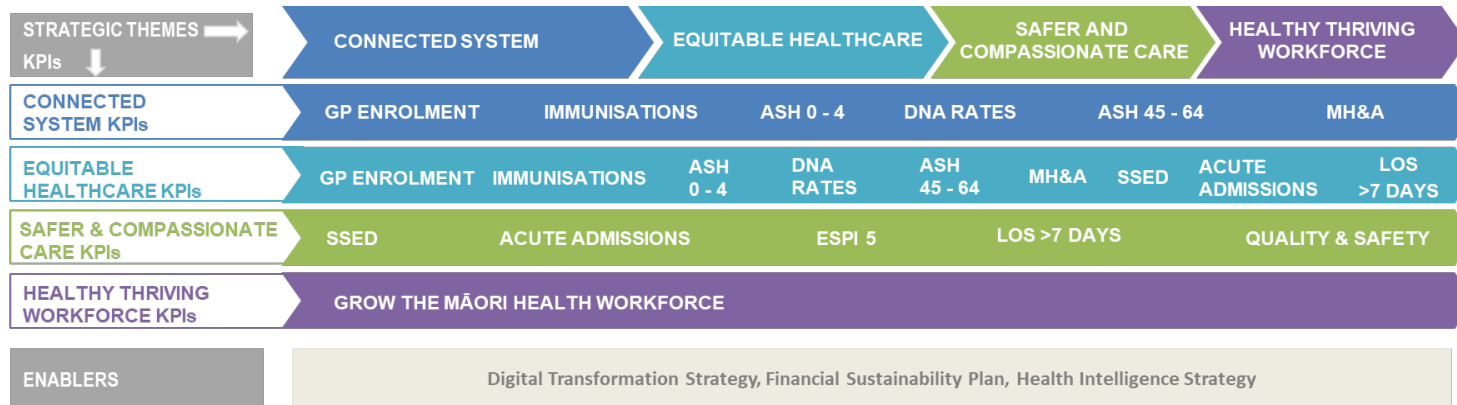 STRATEGIC THEMES
KPIs
CONNECTED SYSTEM
EQUITABLE HEALTHCARE
SAFER AND
COMPASSIONATE CARE
HEALTHY THRIVING
WORKFORCE
CONNECTED
SYSTEM KPIs
GP ENROLMENT IMMUNISATIONS ASH 0 - 4 DNA RATES ASH 45 - 64 MH&A
EQUITABLE
HEALTHCARE KPIs
GP ENROLMENT IMMUNISATIONS
ASH
0 - 4
DNA
RATES
ASH
45 - 64
MH&A
SSED
ACUTE
ADMISSIONS
LOS
>7 DAYS
SAFER & COMPASSIONATE
CARE KPIs
SSED ACUTE ADMISSIONS ESPI 5 LOS >7 DAYS QUALITY & SAFETY
HEALTHY THRIVING
WORKFORCE KPIs
GROW THE MĀORI HEALTH WORKFORCE
ENABLERS
Digital Transformation Strategy, Financial Sustainability Plan, Health Intelligence Strategy